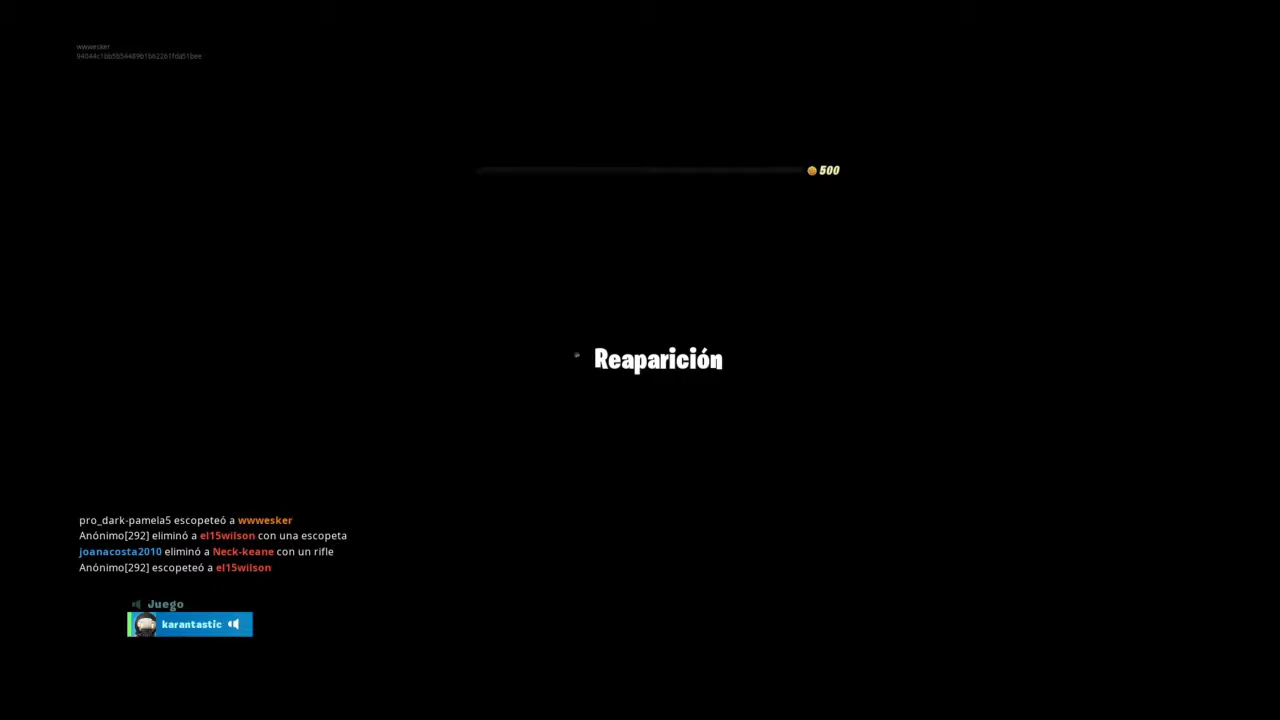 wwwesker
500
Reaparición
pro_dark-pamela5 escopeteó a wwwesker
Anónimo[292] eliminó a el15wilson con una escopeta
joanacosta2010 eliminó a Neck-keane con un rifle
Anónimo[292] escopeteó a el15wilson
Juego
karantastic